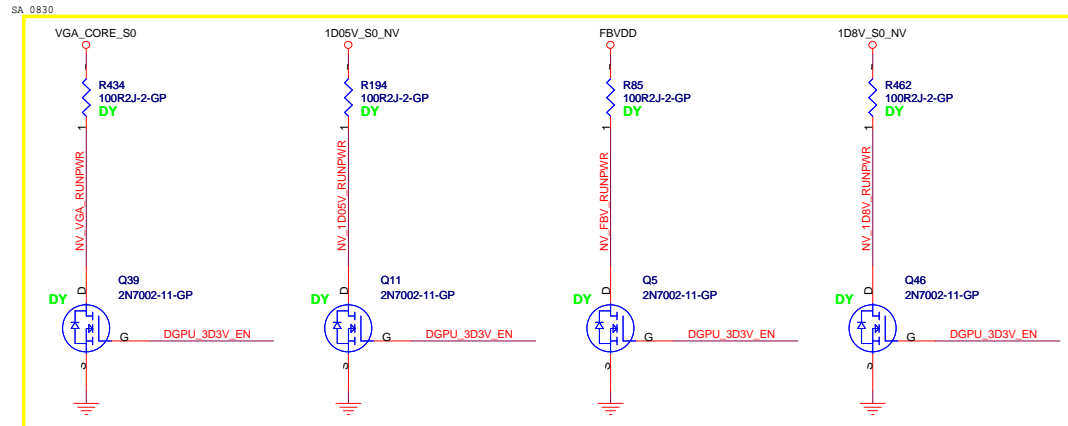 SA 0830
VGA_CORE_S0
R434
100R2J-2-GP
DY
1
NV_VGA_RUNPWR
Q39
2N7002-11-GP
DY
D
G
DGPU_3D3V_EN
1D05V_S0_NV
R194
100R2J-2-GP
DY
1
NV_1D05V_RUNPWR
Q11
2N7002-11-GP
DY
D
G
DGPU_3D3V_EN
FBVDD
R85
100R2J-2-GP
DY
1
NV_FBV_RUNPWR
Q5
2N7002-11-GP
DY
D
G
DGPU_3D3V_EN
1D8V_S0_NV
R462
100R2J-2-GP
DY
1
NV_1D8V_RUNPWR
Q46
2N7002-11-GP
DY
D
G
DGPU_3D3V_EN